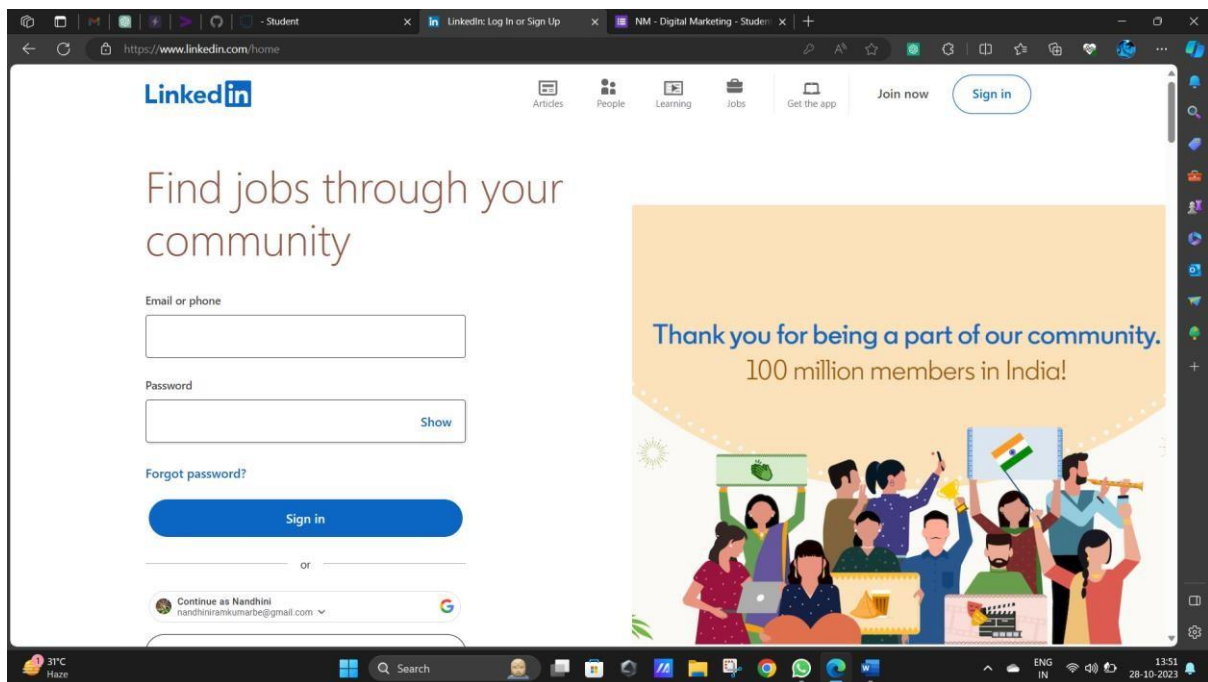 - Student
LinkedIn: Log In or Sign Up
NM - Digital Marketing - Studen
https://www.linkedin.com/home
Linked in
Articles
People
Learning
Jobs
Get the app
Join now
Sign in
Find jobs through your
community
Email or phone
Password
Show
Forgot password?
Sign in
or
Continue as Nandhini
nandhiniramkumarbe@gmail.com
Thank you for being a part of our community.
100 million members in India!
1
31°C
Haze
Search
ENG
IN
13:51
28-10-2023